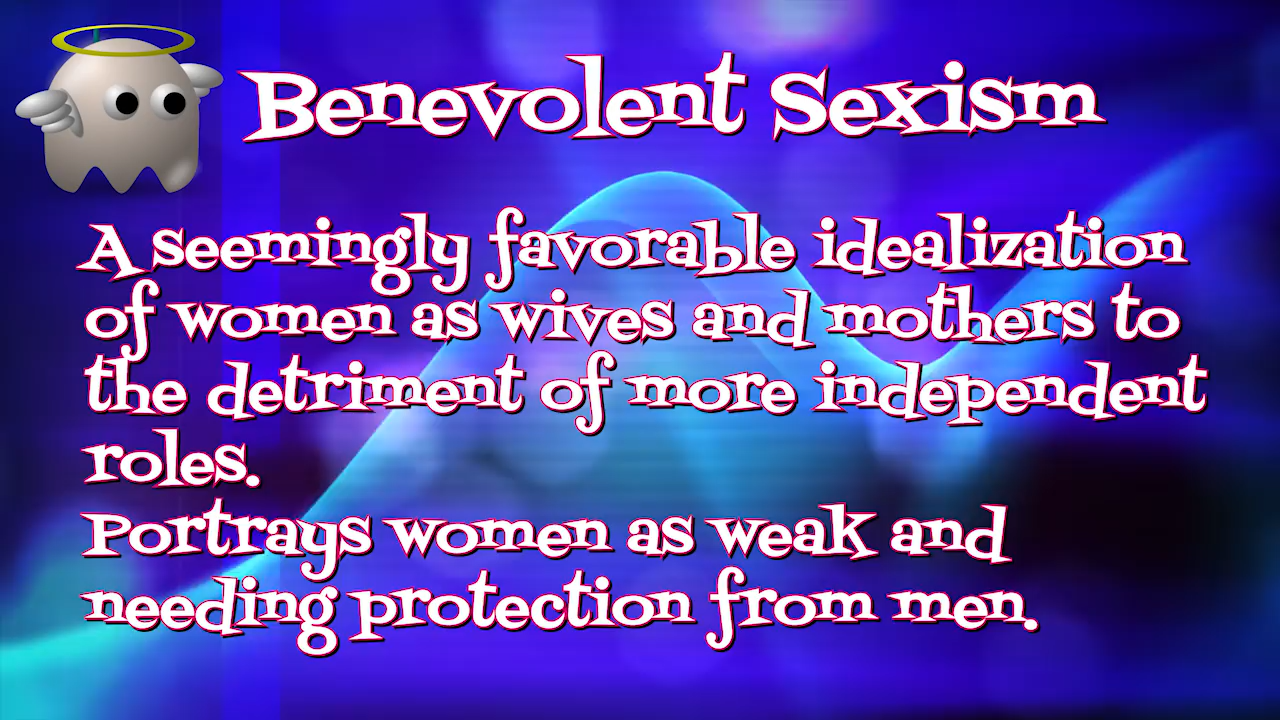 Benevolent Sexism
A seemingly favorable idealization
of women as wives and mothers to
the detriment of more independent
roles.
Portrays women as weak and
needing protection from men.